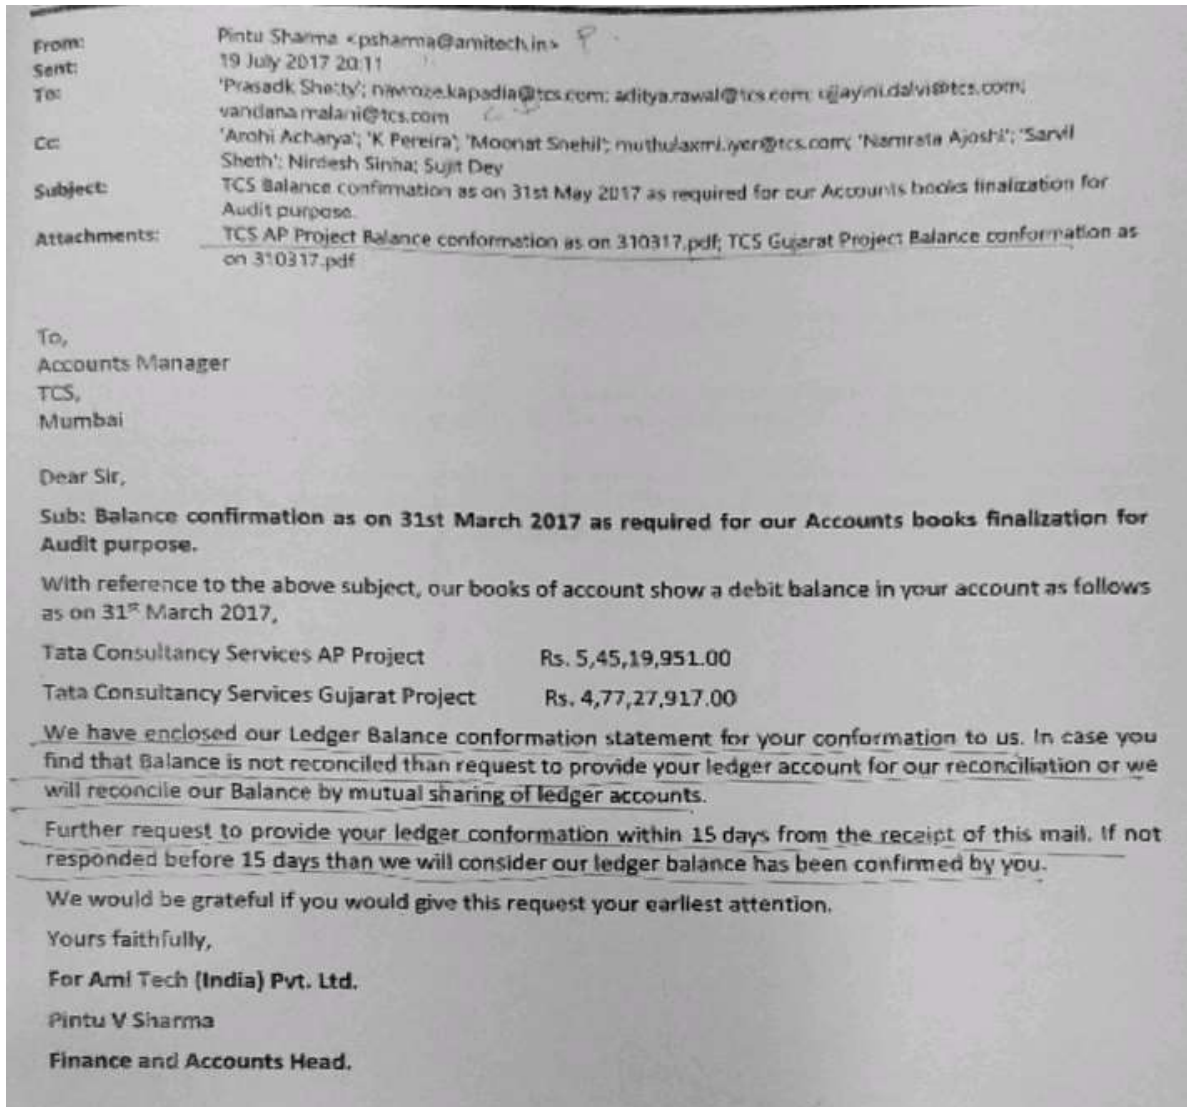 From: Pintu Sharma <psharma@amitech.in>
Sent: 19 July 2017 20:11
To: 'Prasadk Shetty'; navroze.kapadia@tcs.com; aditya.rawal@tcs.com; ujjayini.dalvi@tcs.com;
vandana.malani@tcs.com
Cc: 'Arohi Acharya'; 'K Pereira'; 'Moonat Snehil'; muthulaxmi.iyer@tcs.com; 'Namrata Ajoshi'; 'Sarvil
Sheth'; Nirdesh Sinha; Sujit Dey
Subject: TCS Balance confirmation as on 31st May 2017 as required for our Accounts books finalization for
Audit purpose.
Attachments: TCS AP Project Balance conformation as on 310317.pdf; TCS Gujarat Project Balance conformation as
on 310317.pdf
To,
Accounts Manager
TCS,
Mumbai
Dear Sir,
Sub: Balance confirmation as on 31st March 2017 as required for our Accounts books finalization for
Audit purpose.
With reference to the above subject, our books of account show a debit balance in your account as follows
as on 31st March 2017,
Tata Consultancy Services AP Project Rs. 5,45,19,951.00
Tata Consultancy Services Gujarat Project Rs. 4,77,27,917.00
We have enclosed our Ledger Balance conformation statement for your conformation to us. In case you
find that Balance is not reconciled than request to provide your ledger account for our reconciliation or we
will reconcile our Balance by mutual sharing of ledger accounts.
Further request to provide your ledger conformation within 15 days from the receipt of this mail. If not
responded before 15 days than we will consider our ledger balance has been confirmed by you.
We would be grateful if you would give this request your earliest attention.
Yours faithfully,
For Ami Tech (India) Pvt. Ltd.
Pintu V Sharma
Finance and Accounts Head.